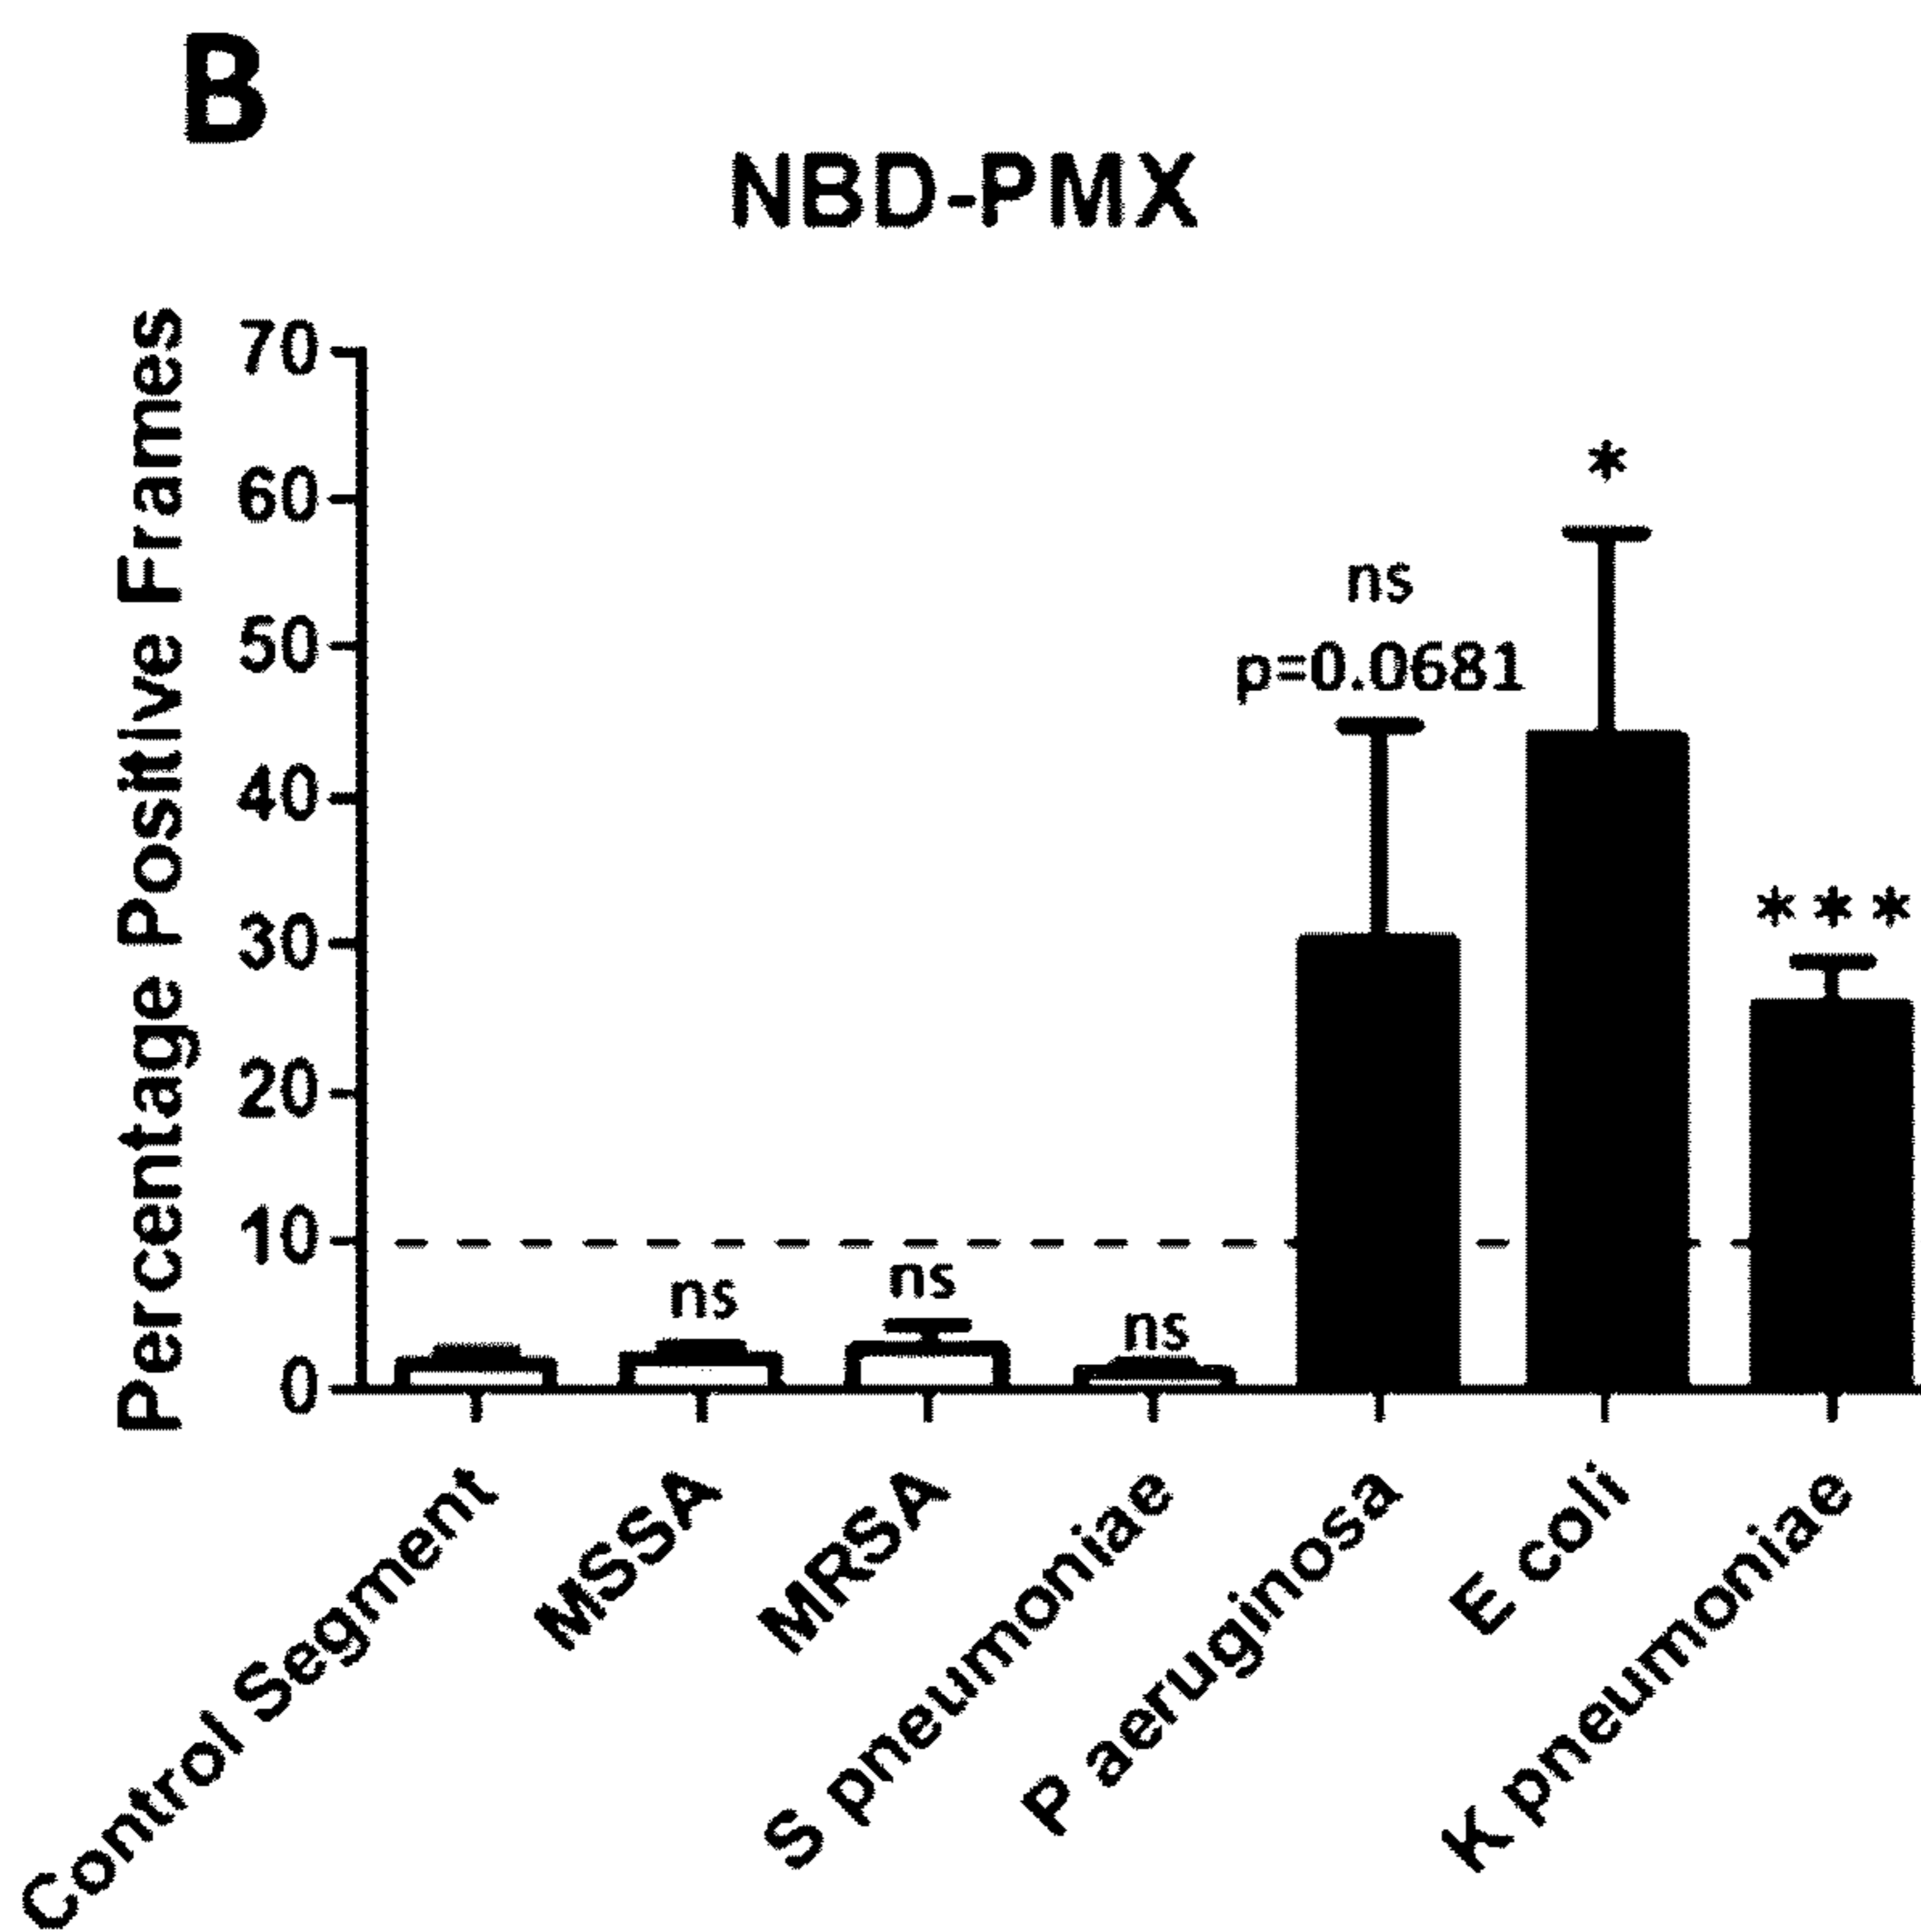 B
NBD-PMX
Percentage Positive Frames
70
60
50
40
30
20
10
0
ns
ns
ns
ns
p=0.0681
*
***
Control Segment
MSSA
MRSA
S pneumoniae
P aeruginosa
E coli
K pneumoniae